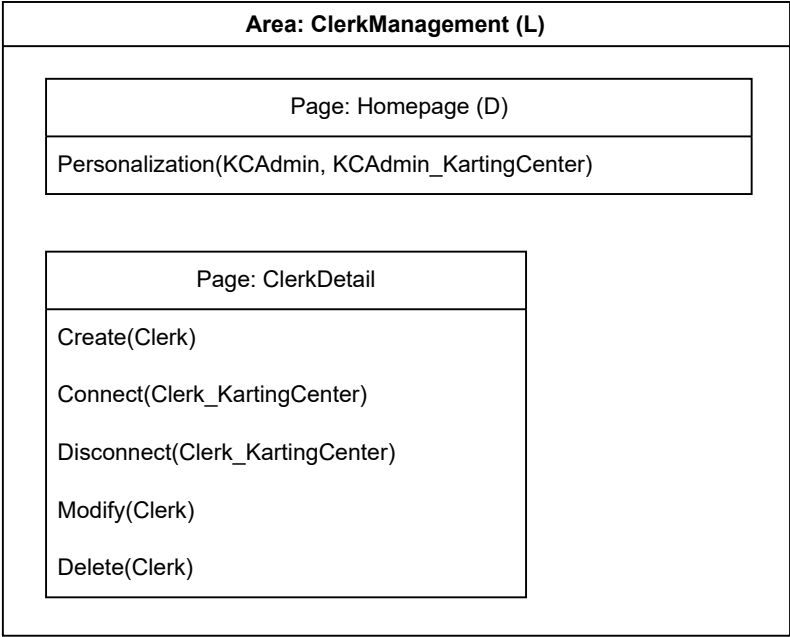 Area: ClerkManagement (L)
Page: Homepage (D)
Personalization(KCAdmin, KCAdmin_KartingCenter)
Page: ClerkDetail
Create(Clerk)
Connect(Clerk_KartingCenter)
Disconnect(Clerk_KartingCenter)
Modify(Clerk)
Delete(Clerk)